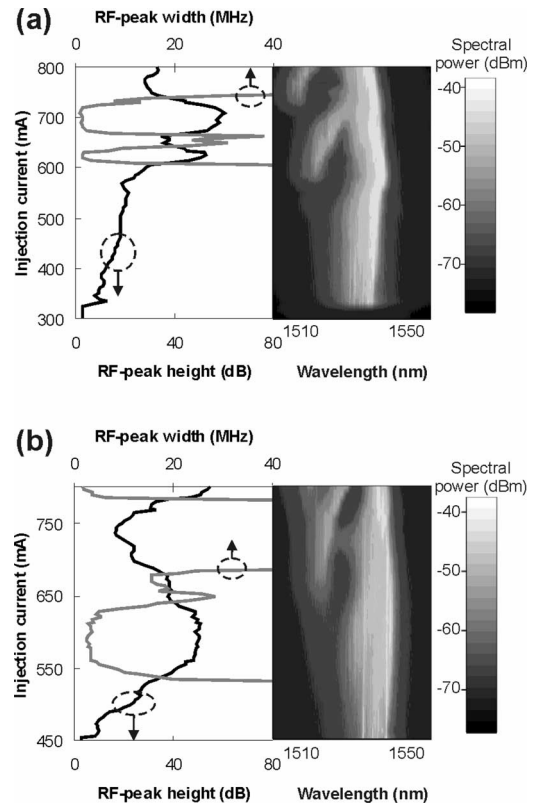 (a)
RF-peak width (MHz)
0 20 40
Injection current (mA)
800
700
600
500
400
300
0 40 80
RF-peak height (dB)
1510 1550
Wavelength (nm)
Spectral
power (dBm)
-40
-50
-60
-70
(b)
RF-peak width (MHz)
0 20 40
Injection current (mA)
750
650
550
450
0 40 80
RF-peak height (dB)
1510 1550
Wavelength (nm)
Spectral
power (dBm)
-40
-50
-60
-70